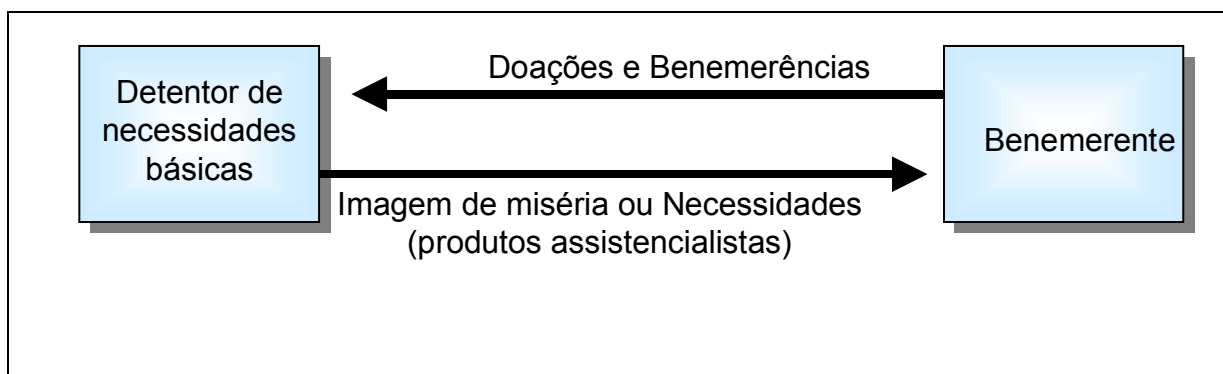 Doações e Benemerências
Detentor de
necessidades
básicas
Benemerente
Imagem de miséria ou Necessidades
(produtos assistencialistas)